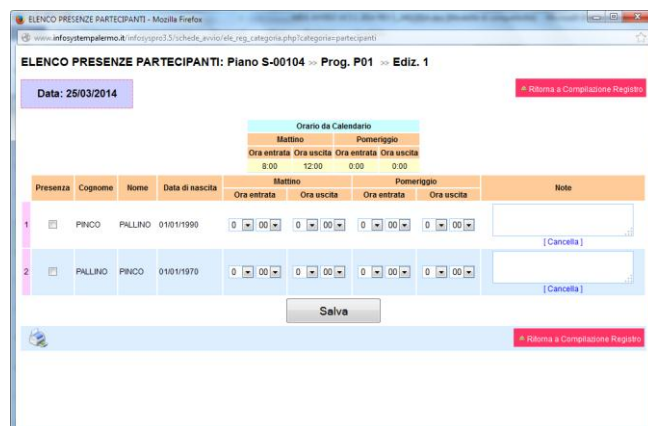 ELENCO PRESENZE PARTECIPANTI - Mozilla Firefox
www.infosystempalermo.it/infosyspro3.5/schede_avvio/ele_reg_categoria.php?categoria=partecipanti
ELENCO PRESENZE PARTECIPANTI: Piano S-00104 >> Prog. P01 >> Ediz. 1
Data: 25/03/2014
Ritorna a Compilazione Registro
Orario da Calendario
Mattino Pomeriggio
Ora entrata Ora uscita Ora entrata Ora uscita
8:00 12:00 0:00 0:00
Presenza Cognome Nome Data di nascita Mattino Pomeriggio Note
Ora entrata Ora uscita Ora entrata Ora uscita
1 PINCO PALLINO 01/01/1990 0 00 0 00 0 00 0 00
[ Cancella ]
2 PALLINO PINCO 01/01/1970 0 00 0 00 0 00 0 00
[ Cancella ]
Salva
Ritorna a Compilazione Registro